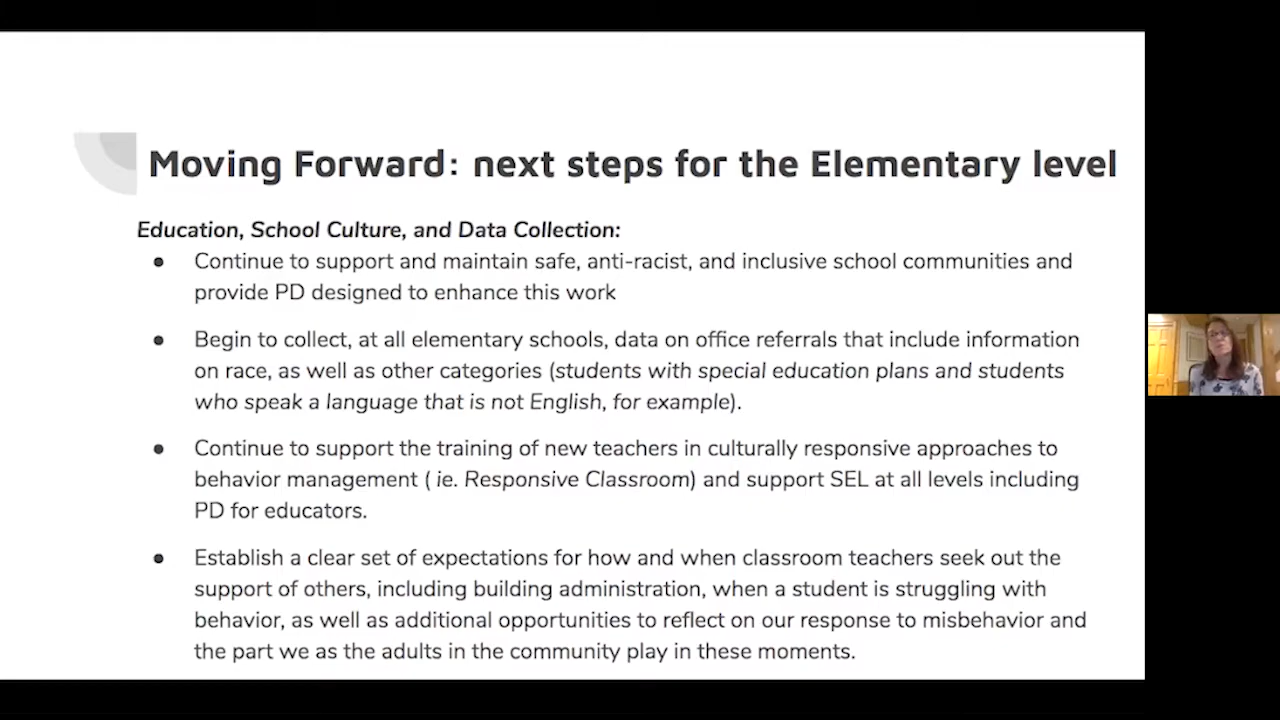 Moving Forward: next steps for the Elementary level
Education, School Culture, and Data Collection:
● Continue to support and maintain safe, anti-racist, and inclusive school communities and
provide PD designed to enhance this work
● Begin to collect, at all elementary schools, data on office referrals that include information
on race, as well as other categories (students with special education plans and students
who speak a language that is not English, for example).
● Continue to support the training of new teachers in culturally responsive approaches to
behavior management ( ie. Responsive Classroom) and support SEL at all levels including
PD for educators.
● Establish a clear set of expectations for how and when classroom teachers seek out the
support of others, including building administration, when a student is struggling with
behavior, as well as additional opportunities to reflect on our response to misbehavior and
the part we as the adults in the community play in these moments.